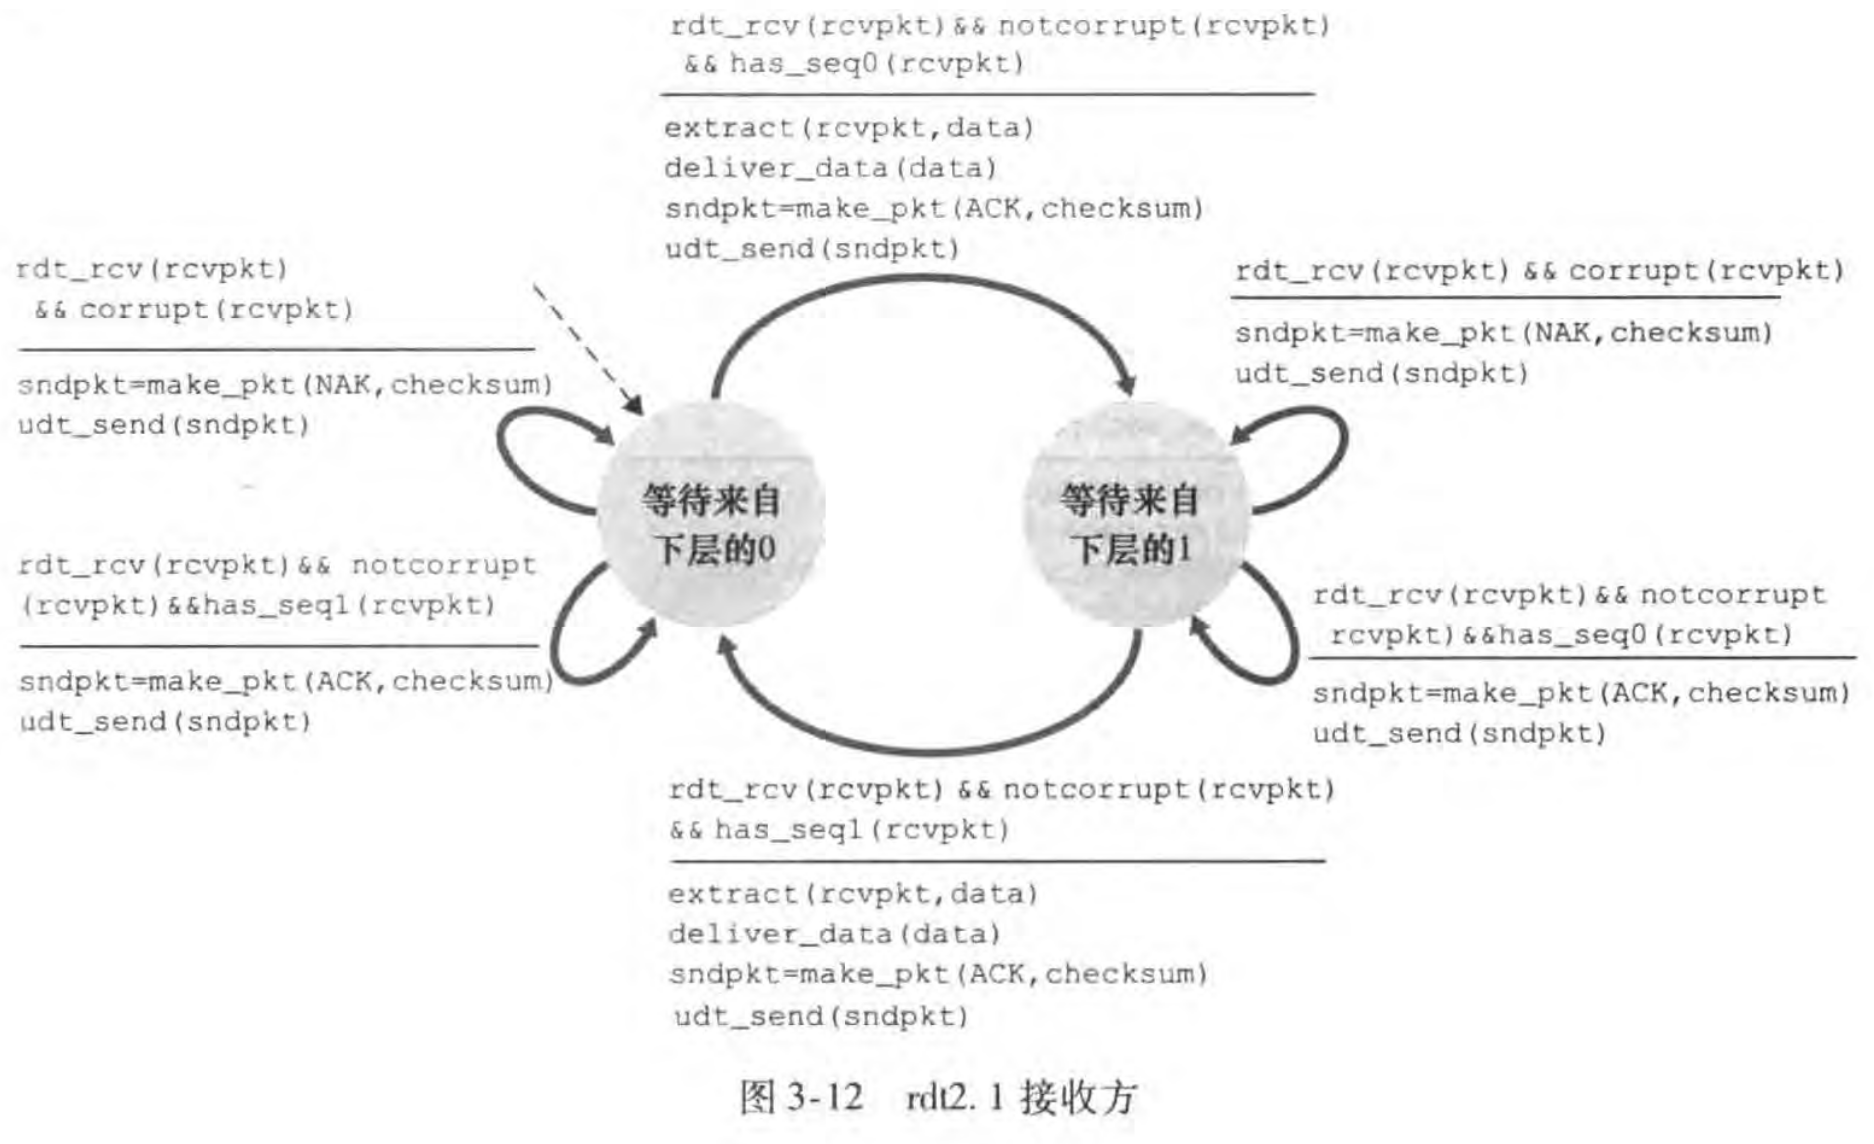 rdt_rcv(rcvpkt)&& notcorrupt(rcvpkt)
&& has_seq0(rcvpkt)
extract(rcvpkt,data)
deliver_data(data)
sndpkt=make_pkt(ACK,checksum)
udt_send(sndpkt)
rdt_rcv(rcvpkt)
&& corrupt(rcvpkt)
sndpkt=make_pkt(NAK,checksum)
udt_send(sndpkt)
rdt_rcv(rcvpkt) && corrupt(rcvpkt)
sndpkt=make_pkt(NAK,checksum)
udt_send(sndpkt)
等待来自
下层的0
等待来自
下层的1
rdt_rcv(rcvpkt)&& notcorrupt
(rcvpkt)&&has_seq1(rcvpkt)
sndpkt=make_pkt(ACK,checksum)
udt_send(sndpkt)
rdt_rcv(rcvpkt)&& notcorrupt
rcvpkt)&&has_seq0(rcvpkt)
sndpkt=make_pkt(ACK,checksum)
udt_send(sndpkt)
rdt_rcv(rcvpkt) && notcorrupt(rcvpkt)
&& has_seq1(rcvpkt)
extract(rcvpkt,data)
deliver_data(data)
sndpkt=make_pkt(ACK,checksum)
udt_send(sndpkt)
图 3-12 rdt2.1 接收方